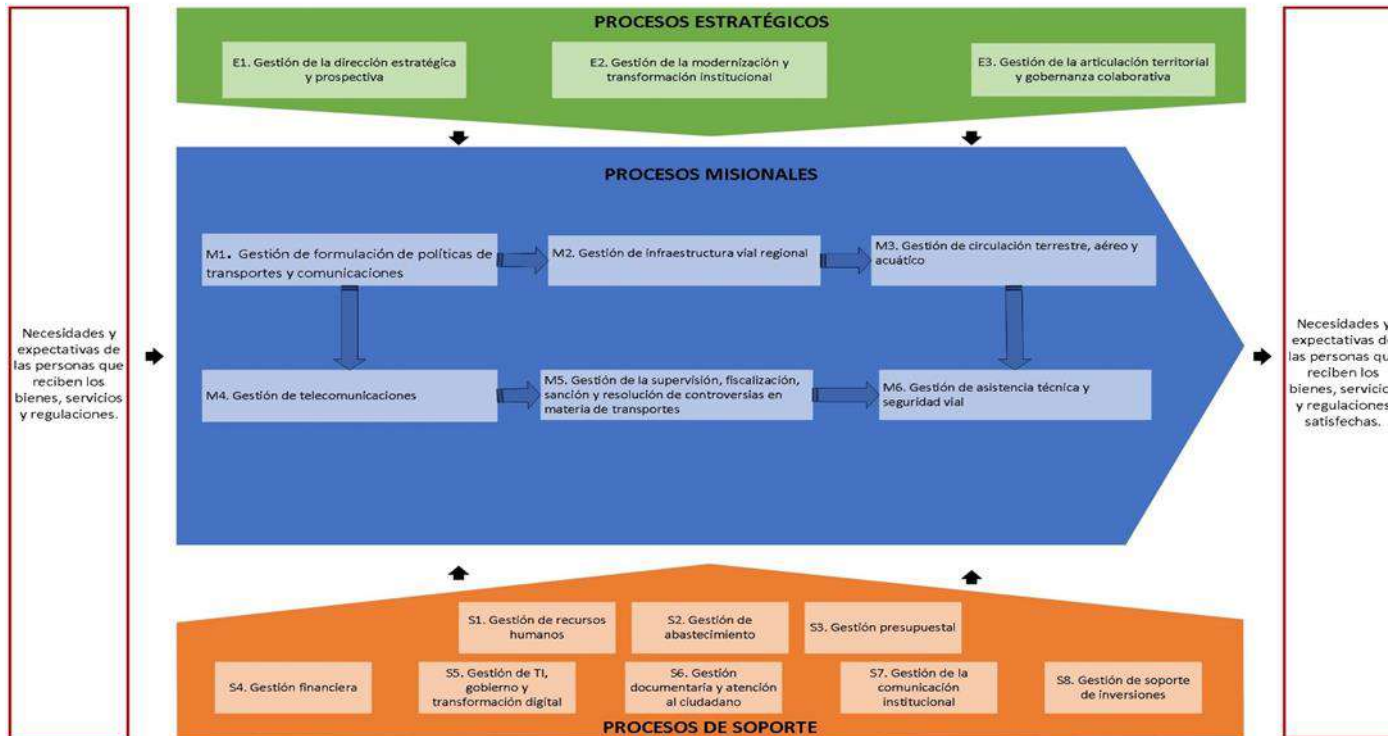 PROCESOS ESTRATÉGICOS
E1. Gestión de la dirección estratégica
y prospectiva
E2. Gestión de la modernización y
transformación institucional
E3. Gestión de la articulación territorial
y gobernanza colaborativa
PROCESOS MISIONALES
M1. Gestión de formulación de políticas de
transportes y comunicaciones
M2. Gestión de infraestructura vial regional
M3. Gestión de circulación terrestre, aéreo y
acuático
Necesidades y
expectativas de
las personas que
reciben los
bienes, servicios
y regulaciones.
M4. Gestión de telecomunicaciones
M5. Gestión de la supervisión, fiscalización,
sanción y resolución de controversias en
materia de transportes
M6. Gestión de asistencia técnica y
seguridad vial
Necesidades y
expectativas de
las personas que
reciben los
bienes, servicios
y regulaciones
satisfechas.
S1. Gestión de recursos
humanos
S2. Gestión de
abastecimiento
S3. Gestión presupuestal
S4. Gestión financiera
S5. Gestión de TI,
gobierno y
transformación digital
S6. Gestión
documentaría y atención
al ciudadano
S7. Gestión de la
comunicación
institucional
S8. Gestión de soporte
de inversiones
PROCESOS DE SOPORTE